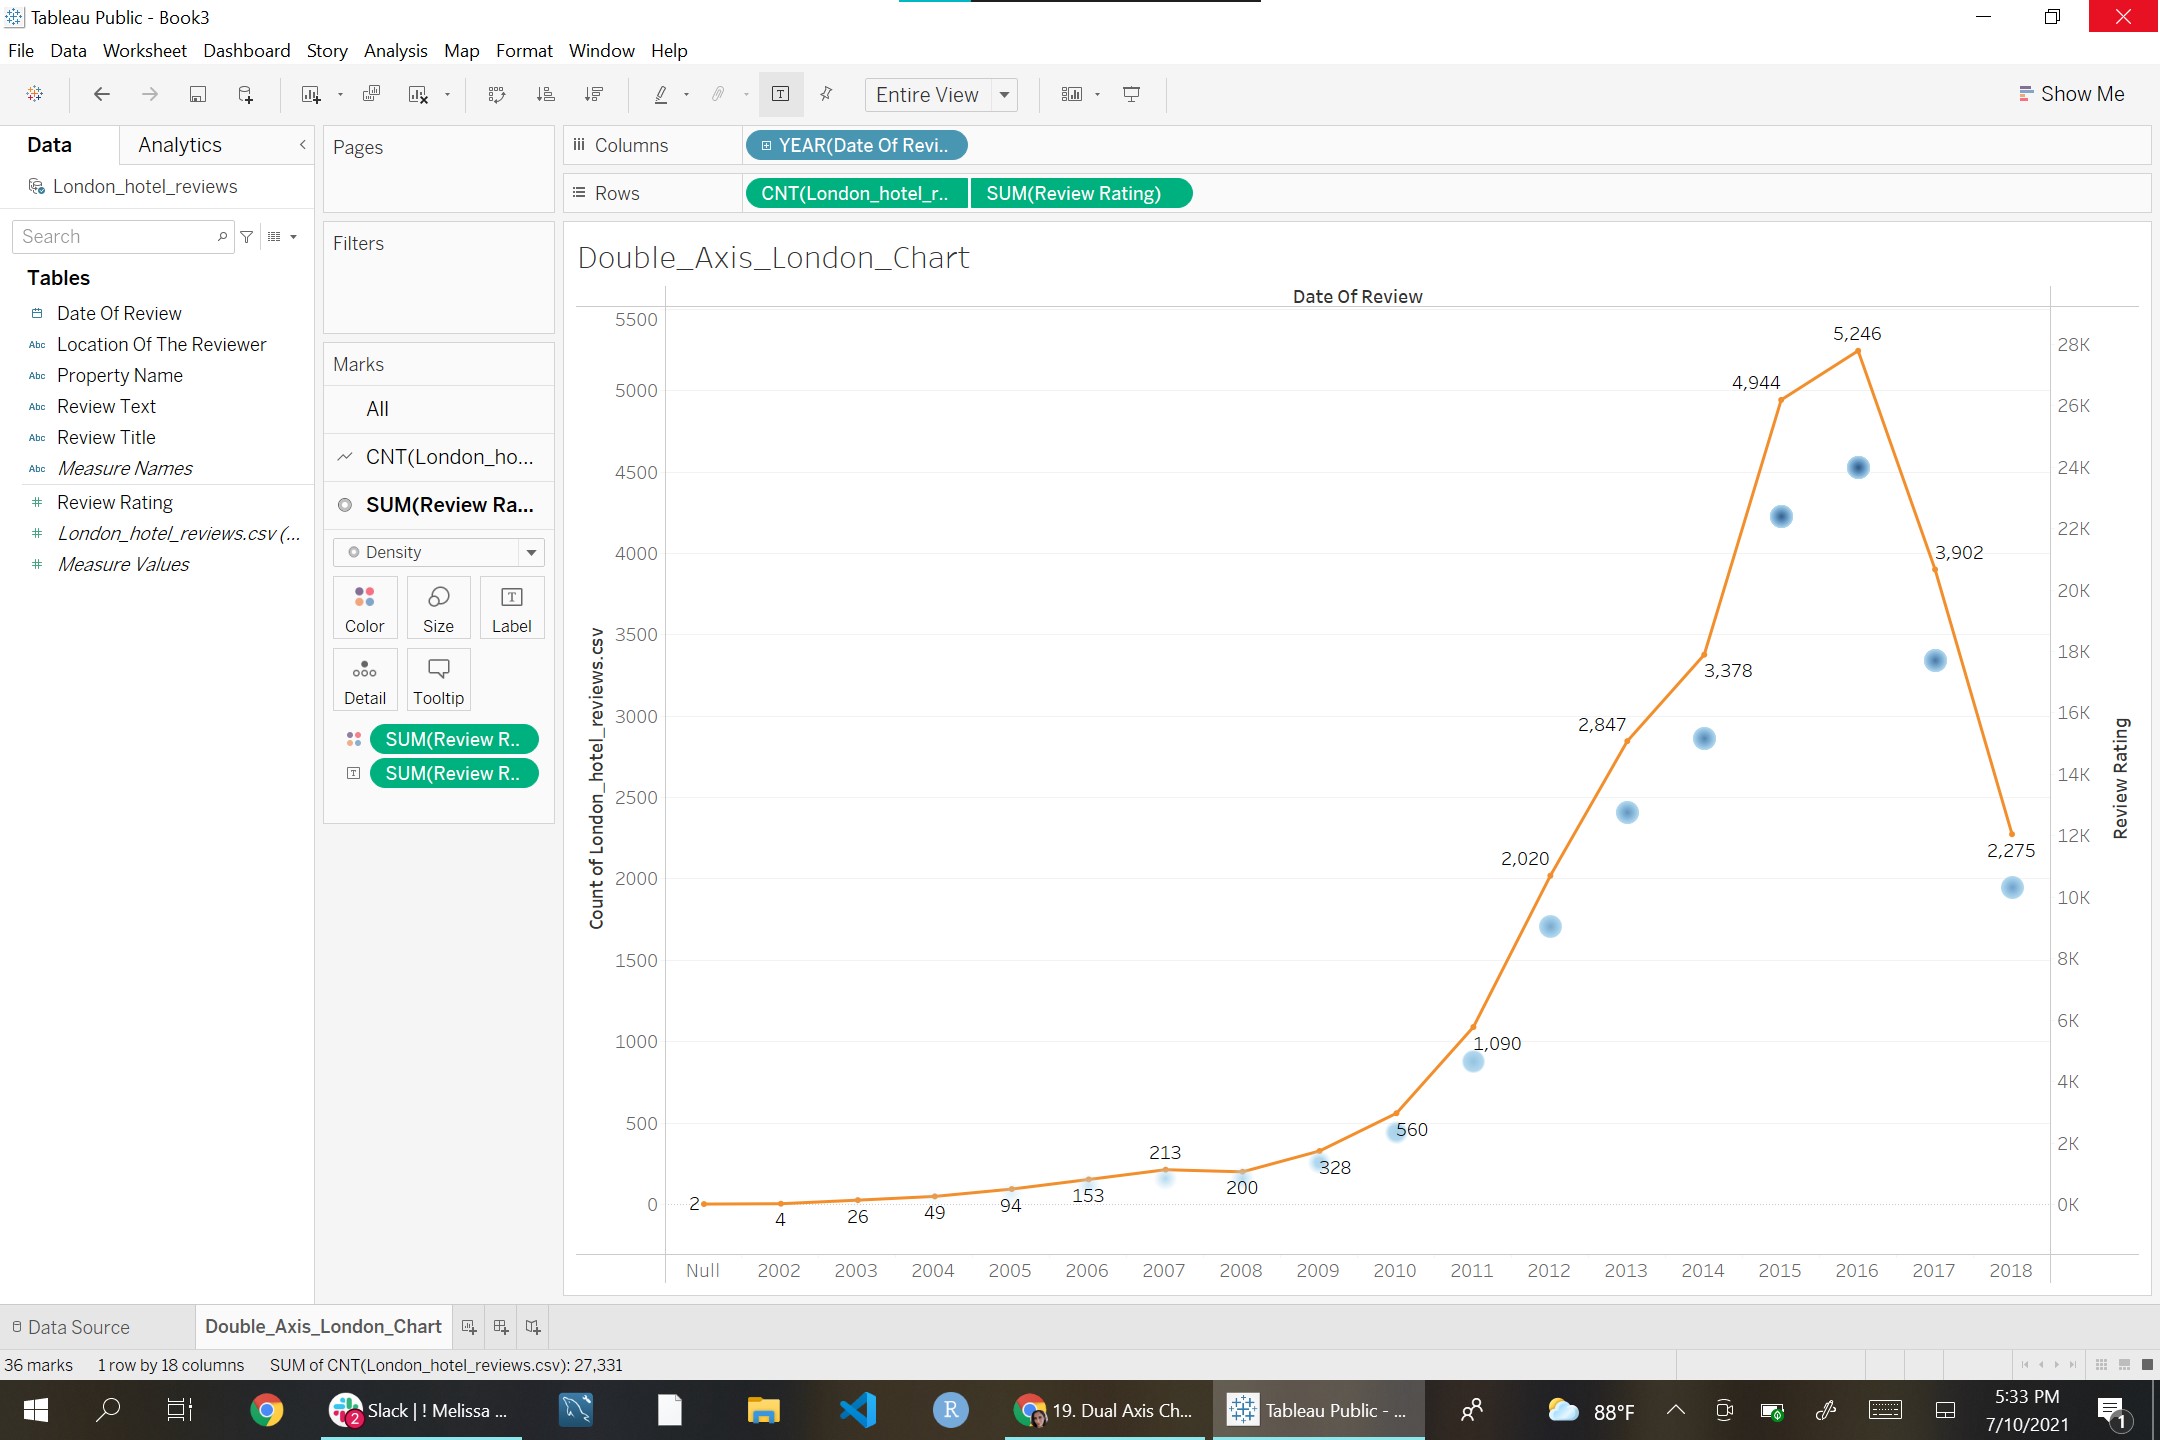 Tableau Public - Book3
File Data Worksheet Dashboard Story Analysis Map Format Window Help
Entire View
Show Me
Data Analytics
London_hotel_reviews
Search
Tables
Date Of Review
Abc Location Of The Reviewer
Abc Property Name
Abc Review Text
Abc Review Title
Abc Measure Names
# Review Rating
# London_hotel_reviews.csv (...
# Measure Values
Pages
Filters
Marks
All
CNT(London_ho...
SUM(Review Ra...
Density
Color Size Label
Detail Tooltip
SUM(Review R..
SUM(Review R..
Columns YEAR(Date Of Revi..
Rows CNT(London_hotel_r.. SUM(Review Rating)
Double_Axis_London_Chart
Date Of Review
Count of London_hotel_reviews.csv
5500
5000
4500
4000
3500
3000
2500
2000
1500
1000
500
0
2
4
26
49
94
153
213
200
328
560
1,090
2,020
2,847
3,378
4,944
5,246
3,902
2,275
28K
26K
24K
22K
20K
18K
16K
14K
12K
10K
8K
6K
4K
2K
0K
Review Rating
Null 2002 2003 2004 2005 2006 2007 2008 2009 2010 2011 2012 2013 2014 2015 2016 2017 2018
Data Source Double_Axis_London_Chart
36 marks 1 row by 18 columns SUM of CNT(London_hotel_reviews.csv): 27,331
2 Slack | ! Melissa ...
R
19. Dual Axis Ch...
Tableau Public - ...
88°F
5:33 PM
7/10/2021
1